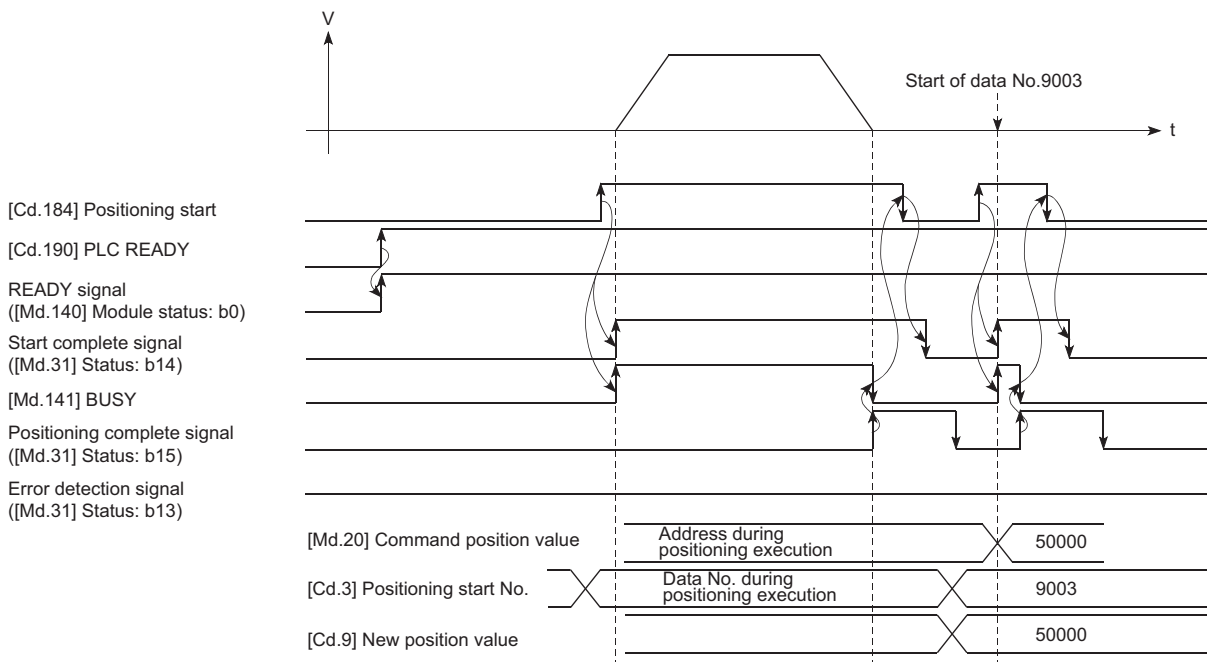 V
Start of data No.9003
t
[Cd.184] Positioning start
[Cd.190] PLC READY
READY signal
([Md.140] Module status: b0)
Start complete signal
([Md.31] Status: b14)
[Md.141] BUSY
Positioning complete signal
([Md.31] Status: b15)
Error detection signal
([Md.31] Status: b13)
[Md.20] Command position value
Address during
positioning execution
50000
[Cd.3] Positioning start No.
Data No. during
positioning execution
9003
[Cd.9] New position value
50000